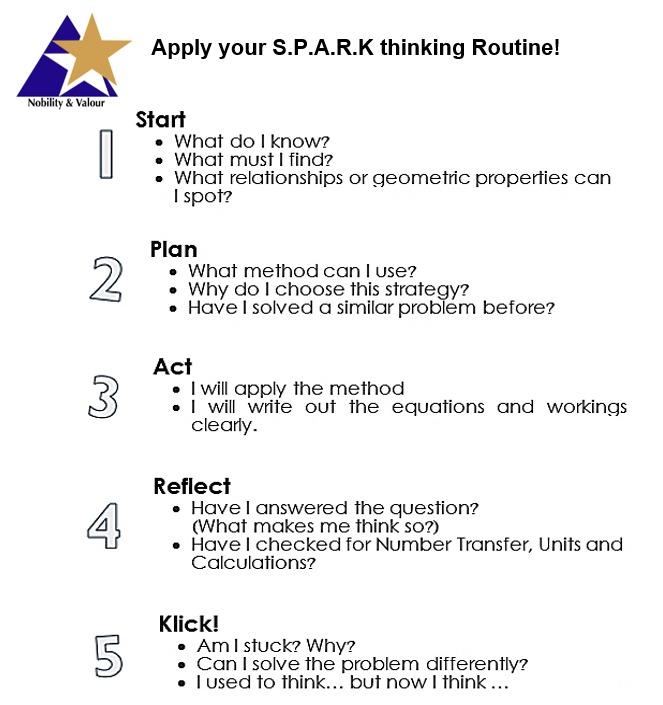 Apply your S.P.A.R.K thinking Routine!
Nobility & Valour
1
Start
• What do I know?
• What must I find?
• What relationships or geometric properties can
I spot?
2
Plan
• What method can I use?
• Why do I choose this strategy?
• Have I solved a similar problem before?
3
Act
• I will apply the method
• I will write out the equations and workings
clearly.
4
Reflect
• Have I answered the question?
(What makes me think so?)
• Have I checked for Number Transfer, Units and
Calculations?
5
Klick!
• Am I stuck? Why?
• Can I solve the problem differently?
• I used to think... but now I think ...